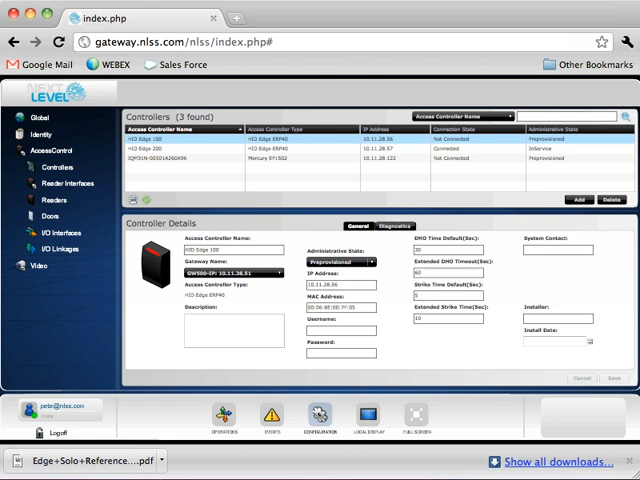 index.php
gateway.nlss.com/nlss/index.php#
Google Mail WEBEX Sales Force Other Bookmarks
NEXT LEVEL
Global
Identity
AccessControl
Controllers
Reader Interfaces
Readers
Doors
I/O Interfaces
I/O Linkages
Video
Controllers (3 found) Access Controller Name
Access Controller Name Access Controller Type IP Address Connection State Administrative State
HID Edge 100 HID Edge ERP40 10.11.28.56 Not Connected Preprovisioned
HID Edge 200 HID Edge ERP40 10.11.28.57 Connected InService
Mercury EP1502 10.11.28.122 Not Connected Preprovisioned
Add Delete
Controller Details General Diagnostics
Access Controller Name:
HID Edge 100
Gateway Name:
GW500-IP: 10.11.28.51
Access Controller Type:
HID Edge ERP40
Description:
Administrative State:
Preprovisioned
IP Address:
10.11.28.56
MAC Address:
00:06:8E:00:7F:05
Username:
Password:
DHO Time Default(Sec)
30
Extended DHO Timeout(Sec):
60
Strike Time Default(Sec):
5
Extended Strike Time(Sec):
10
System Contact:
Installer:
Install Date:
Cancel Save
pete@nlss.com
Online
Logoff
OPERATIONS EVENTS CONFIGURATION LOCAL DISPLAY FULL SCREEN
Edge+Solo+Reference....pdf Show all downloads...